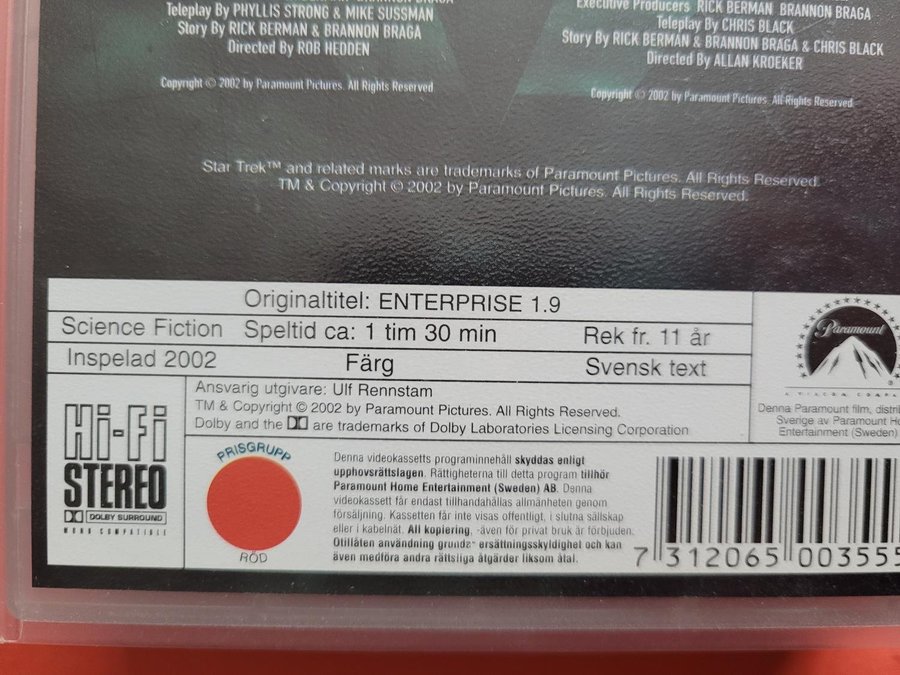 Teleplay By PHYLLIS STRONG & MIKE SUSSMAN
Story By RICK BERMAN & BRANNON BRAGA
Directed By ROB HEDDEN
Copyright © 2002 by Paramount Pictures. All Rights Reserved
Executive Producers RICK BERMAN BRANNON BRAGA
Teleplay By CHRIS BLACK
Story By RICK BERMAN & BRANNON BRAGA & CHRIS BLACK
Directed By ALLAN KROEKER
Copyright © 2002 by Paramount Pictures. All Rights Reserved
Star Trek™ and related marks are trademarks of Paramount Pictures. All Rights Reserved.
TM & Copyright © 2002 by Paramount Pictures. All Rights Reserved.
Originaltitel: ENTERPRISE 1.9
Science Fiction Speltid ca: 1 tim 30 min Rek fr. 11 år
Inspelad 2002 Färg Svensk text
Ansvarig utgivare: Ulf Rennstam
TM & Copyright © 2002 by Paramount Pictures. All Rights Reserved.
Dolby and the are trademarks of Dolby Laboratories Licensing Corporation
Paramount
®
A VIACOM COMPA
Denna Paramount film, distri
Sverige av Paramount Ho
Entertainment (Sweden)
Hi-Fi
STEREO
DOLBY SURROUND
MONO COMPATIBLE
PRISGRUPP
RÖD
Denna videokassetts programinnehåll skyddas enligt
upphovsrättslagen. Rättigheterna till detta program tillhör
Paramount Home Entertainment (Sweden) AB. Denna
videokassett får endast tillhandahållas allmänheten genom
försäljning. Kassetten får inte visas offentligt, i slutna sällskap
eller i kabelnät. All kopiering, -även för privat bruk är förbjuden.
Otillåten användning ersättningsskyldighet och kan
även medföra andra rättsliga åtgärder liksom åtal.
7 312065 003555